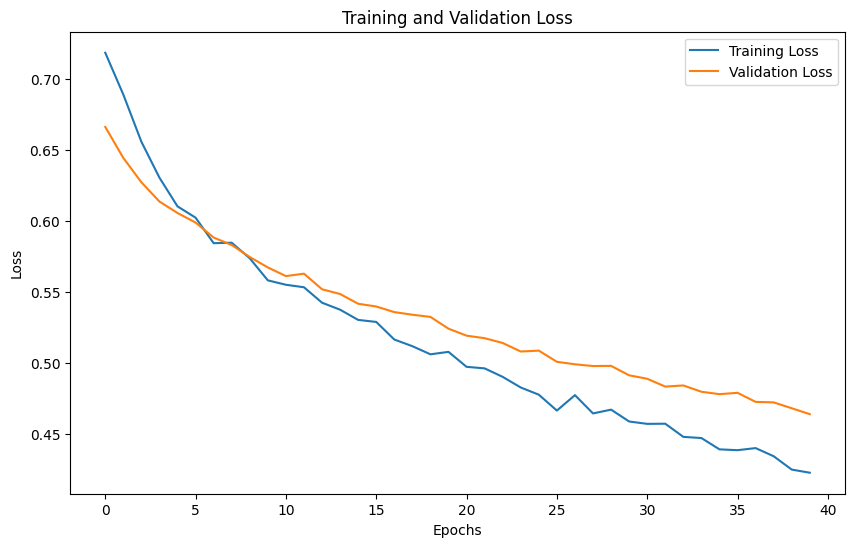 Training and Validation Loss
Training Loss
Validation Loss
0.70
0.65
0.60
0.55
0.50
0.45
Loss
0 5 10 15 20 25 30 35 40
Epochs